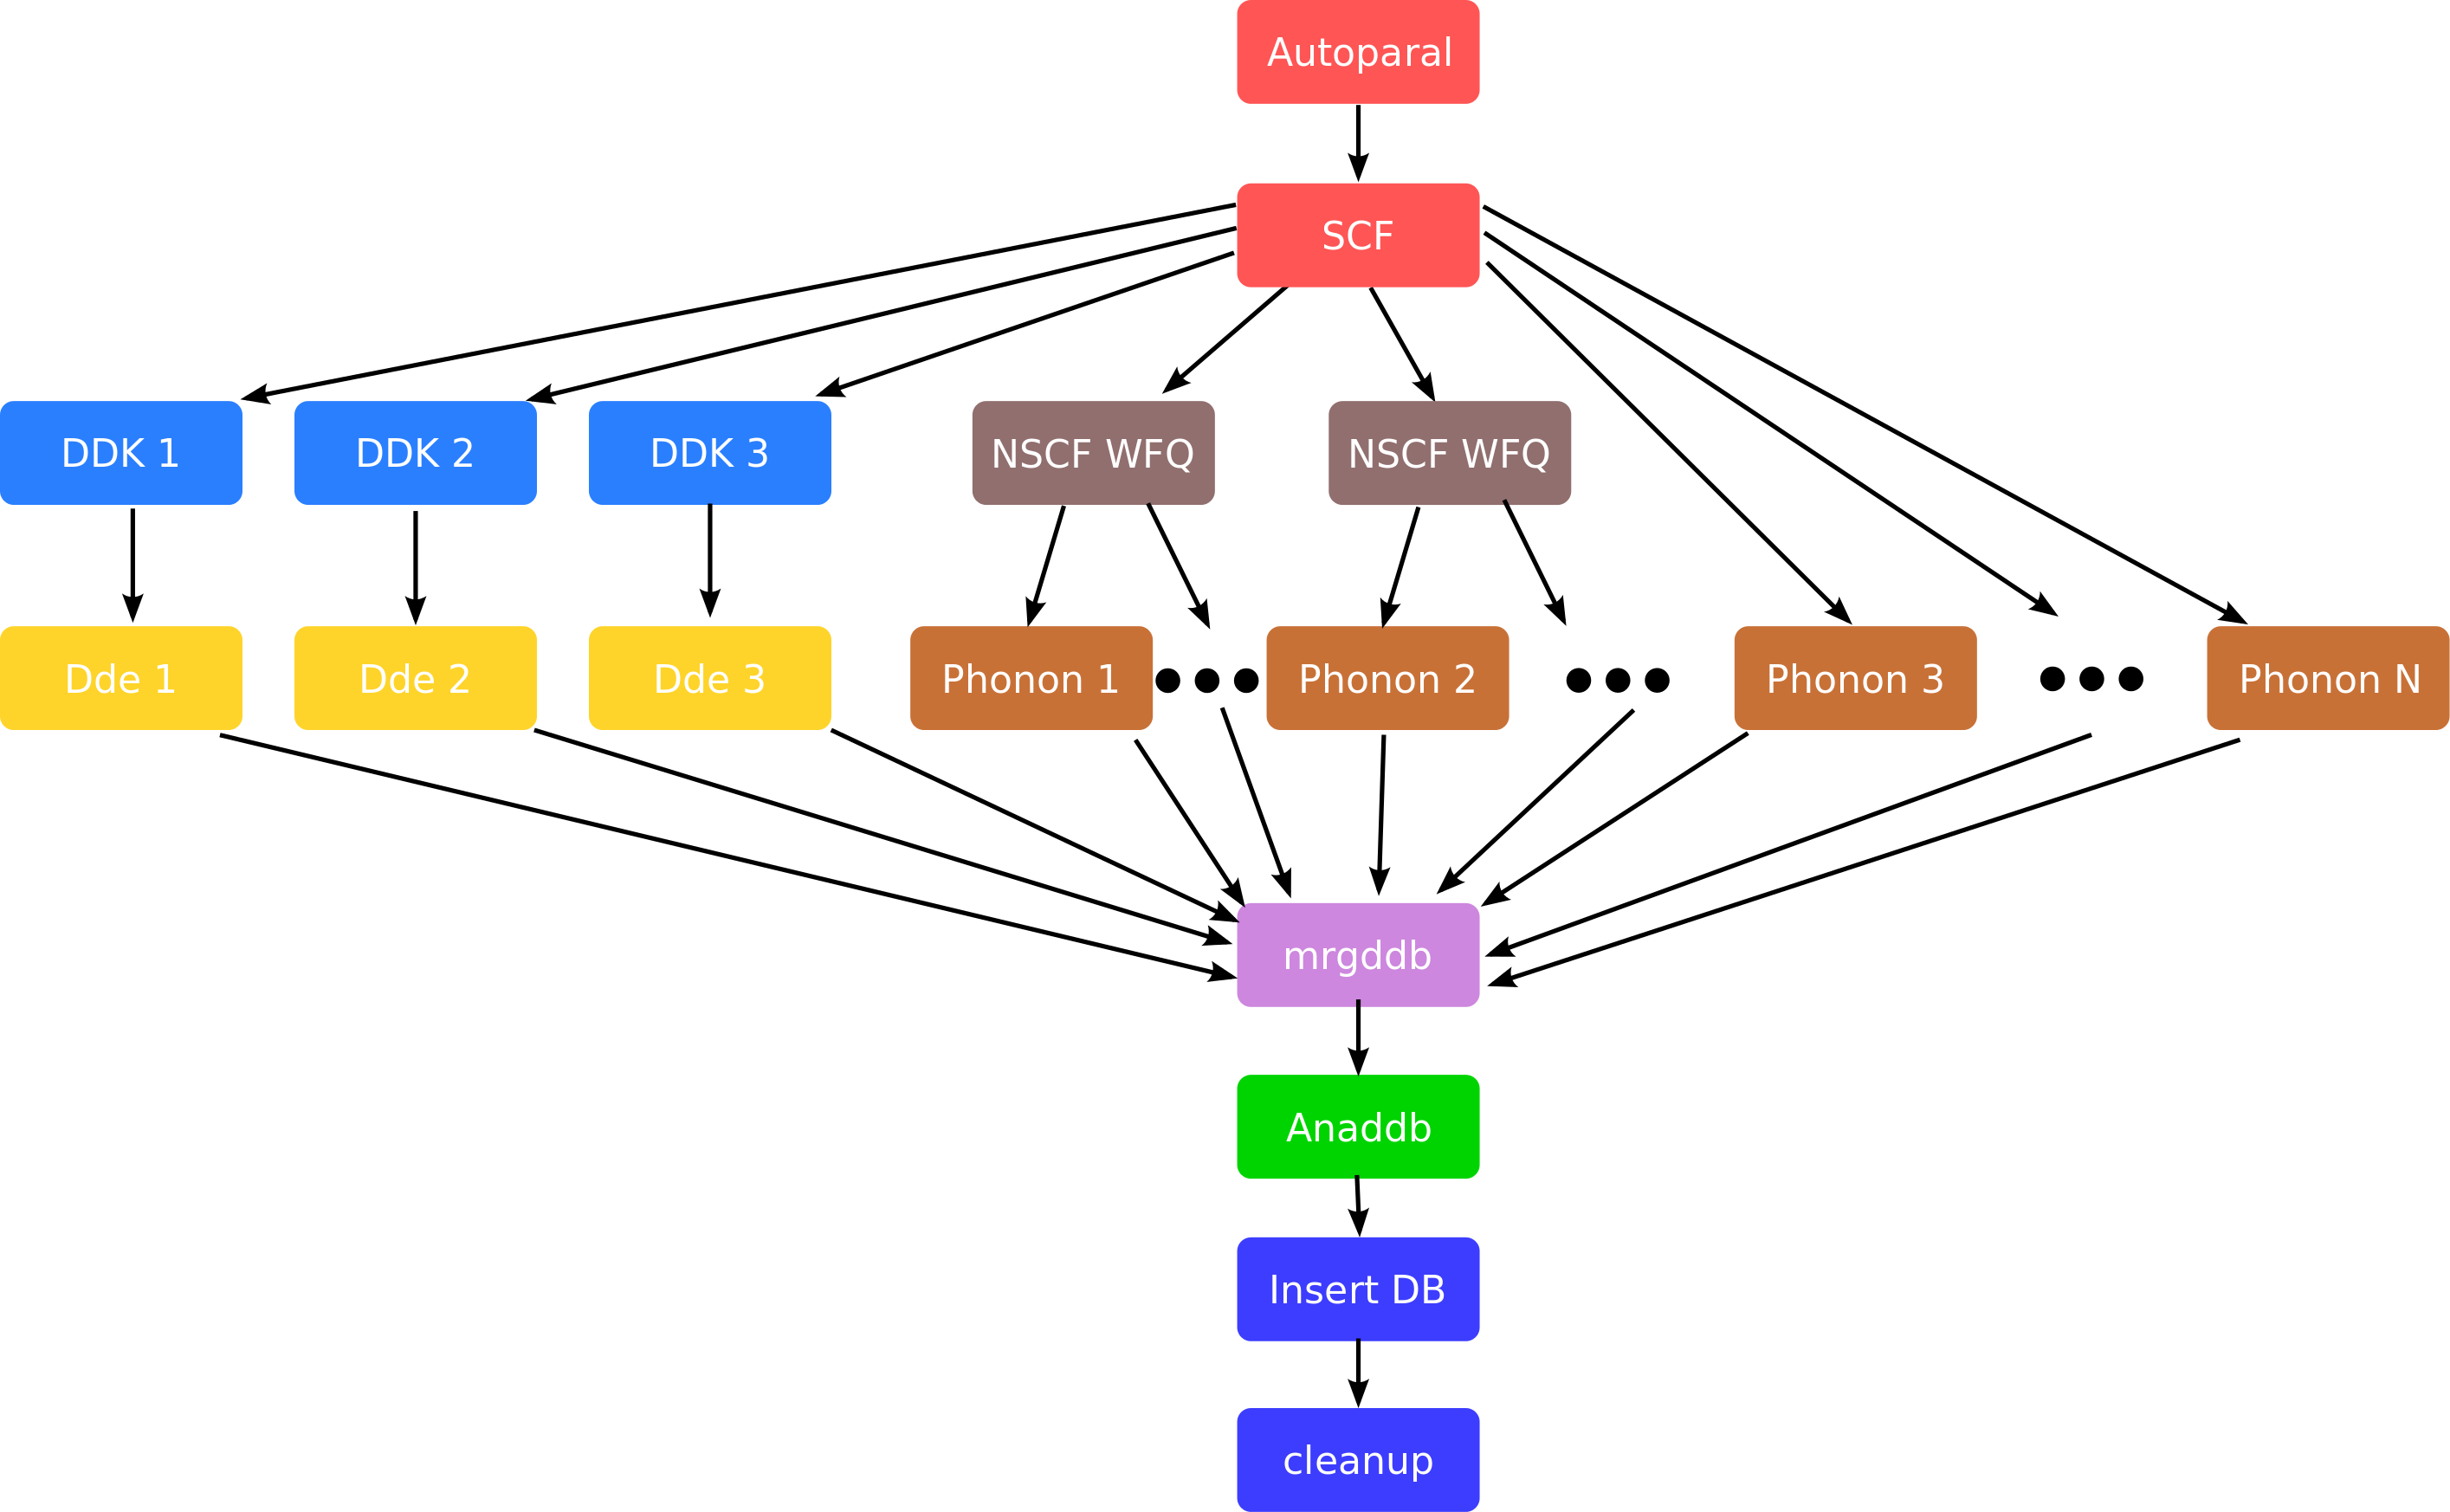 Autoparal
SCF
DDK 1
DDK 2
DDK 3
NSCF WFQ
NSCF WFQ
Dde 1
Dde 2
Dde 3
Phonon 1
Phonon 2
Phonon 3
Phonon N
mrgddb
Anaddb
Insert DB
cleanup